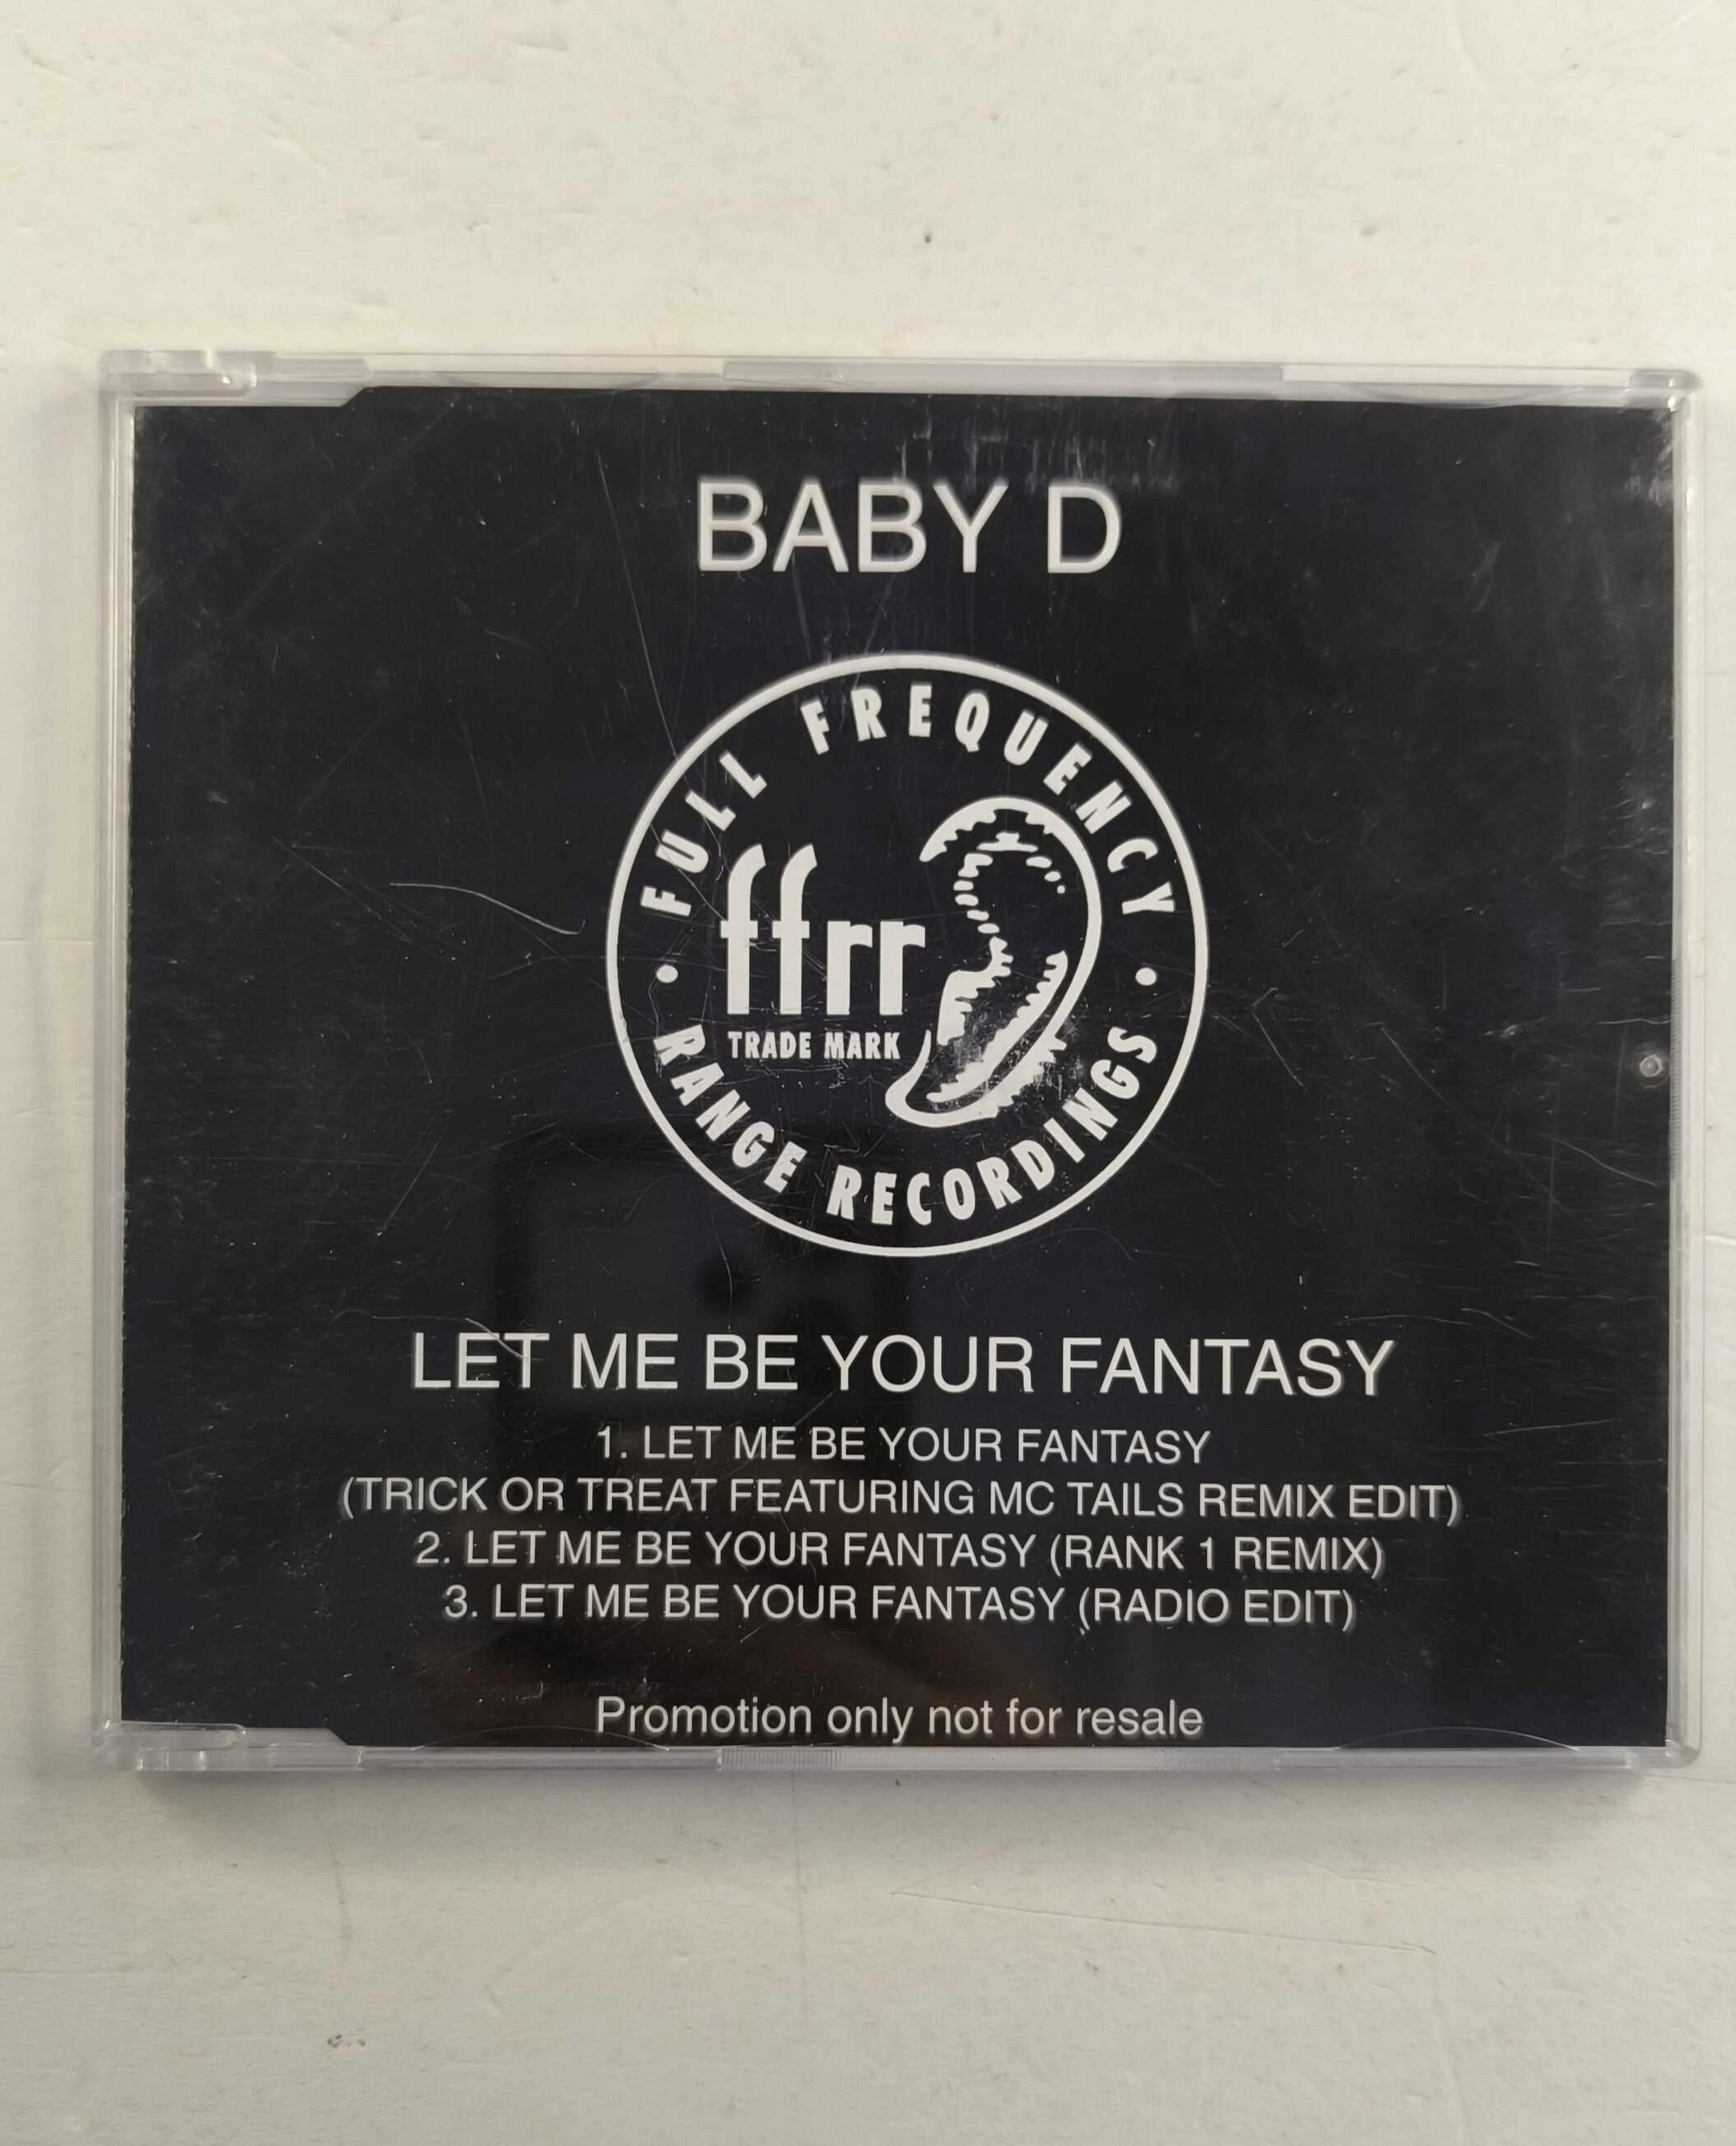 BABY D
FULL FREQUENCY
ffrr
TRADE MARK
RANGE RECORDINGS
LET ME BE YOUR FANTASY
1. LET ME BE YOUR FANTASY
(TRICK OR TREAT FEATURING MC TAILS REMIX EDIT)
2. LET ME BE YOUR FANTASY (RANK 1 REMIX)
3. LET ME BE YOUR FANTASY (RADIO EDIT)
Promotion only not for resale